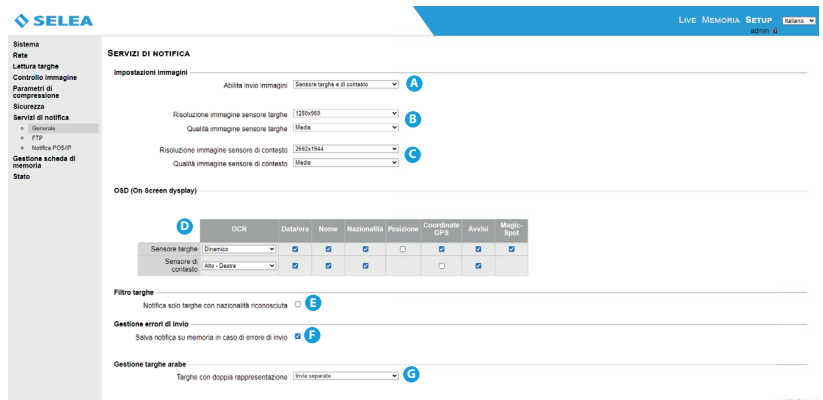 SELEA
LIVE MEMORIA SETUP Italiano
admin
Sistema
Rete
Lettura targhe
Controllo immagine
Parametri di
compressione
Sicurezza
Servizi di notifica
Generale
FTP
Notifica POS/IP
Gestione scheda di
memoria
Stato
SERVIZI DI NOTIFICA
Impostazioni immagini
Abilita invio immagini Sensore targhe e di contesto A
Risoluzione immagine sensore targhe 1280x960
B
Qualità immagine sensore targhe Media
Risoluzione immagine sensore di contesto 2592x1944
C
Qualità immagine sensore di contesto Media
OSD (On Screen dysplay)
D OCR Data/ora Nome Nazionalità Posizione Coordinate GPS Avvisi Magic-Spot
Sensore targhe Dinamico
Sensore di
contesto Alto - Destra
Filtro targhe
Notifica solo targhe con nazionalità riconosciuta E
Gestione errori di invio
Salva notifica su memoria in caso di errore di invio F
Gestione targhe arabe
Targhe con doppia rappresentazione Invia separate G